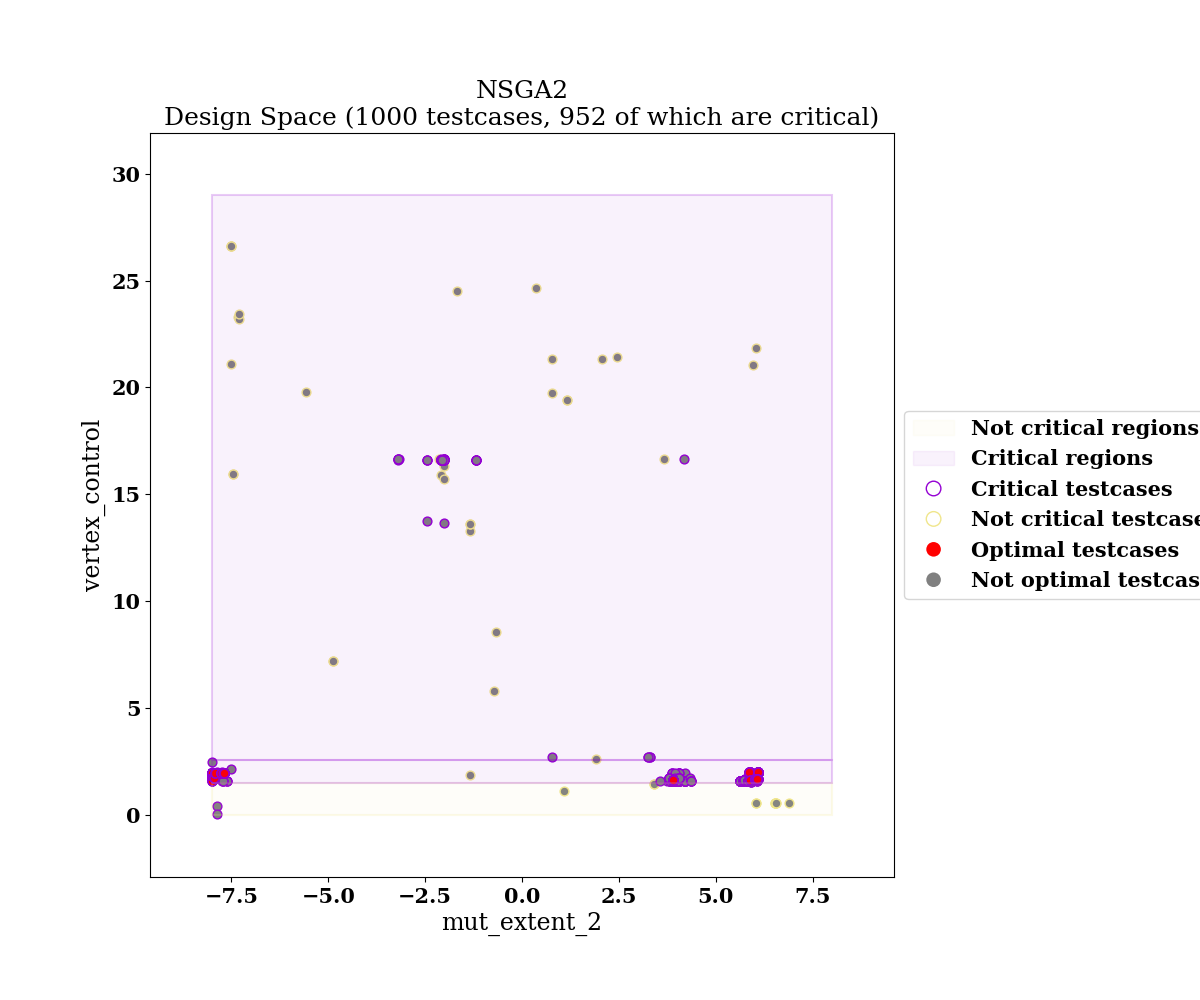 NSGA2
Design Space (1000 testcases, 952 of which are critical)
30
25
20
15
10
5
0
vertex_control
−7.5
−5.0
−2.5
0.0
2.5
5.0
7.5
mut_extent_2
Not critical regions
Critical regions
Critical testcases
Not critical testcase
Optimal testcases
Not optimal testcas